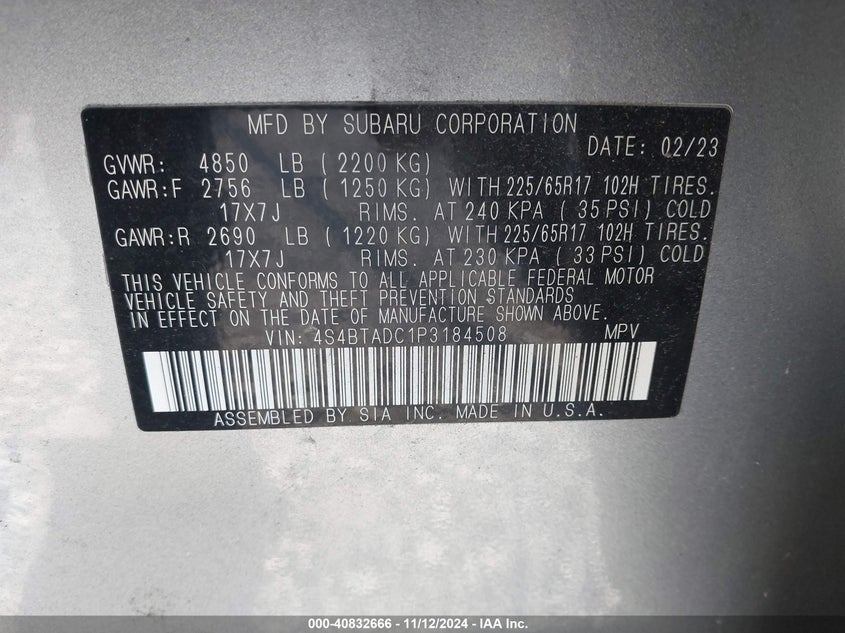 MFD BY SUBARU CORPORATION
DATE: 02/23
GVWR: 4850 LB ( 2200 KG)
GAWR:F 2756 LB ( 1250 KG) WITH 225/65R17 102H TIRES.
17X7J RIMS. AT 240 KPA ( 35 PSI) COLD
GAWR:R 2690 LB ( 1220 KG) WITH 225/65R17 102H TIRES.
17X7J RIMS. AT 230 KPA ( 33 PSI) COLD
THIS VEHICLE CONFORMS TO ALL APPLICABLE FEDERAL MOTOR
VEHICLE SAFETY AND THEFT PREVENTION STANDARDS
IN EFFECT ON THE DATE OF MANUFACTURE SHOWN ABOVE.
VIN: 4S4BTADC1P3184508 MPV
ASSEMBLED BY SIA INC. MADE IN U.S.A.
000-40832666 - 11/12/2024 - IAA Inc.